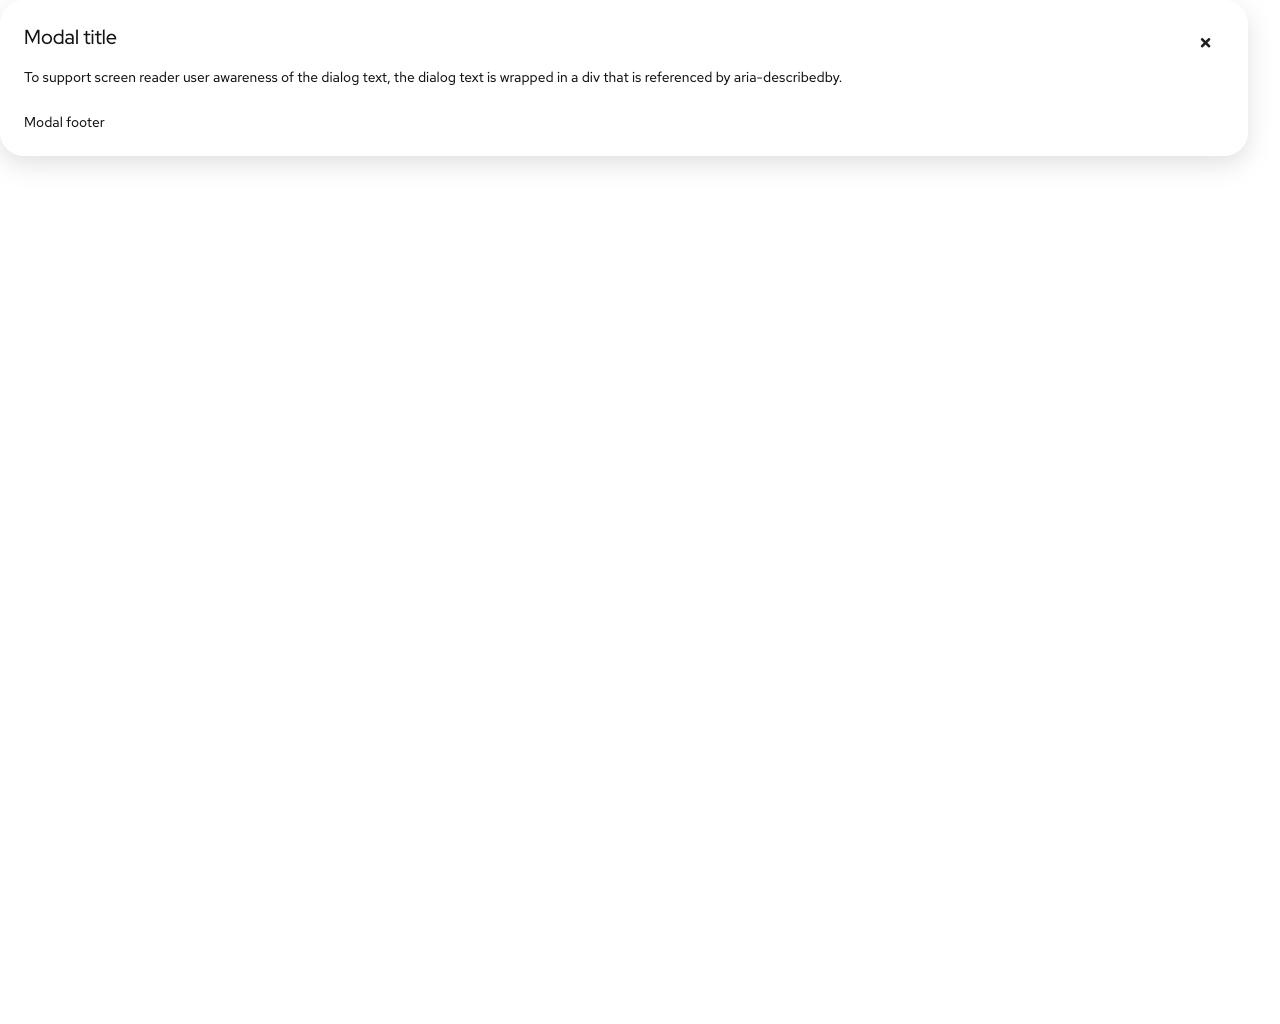 Modal title
To support screen reader user awareness of the dialog text, the dialog text is wrapped in a div that is referenced by aria-describedby.
Modal footer